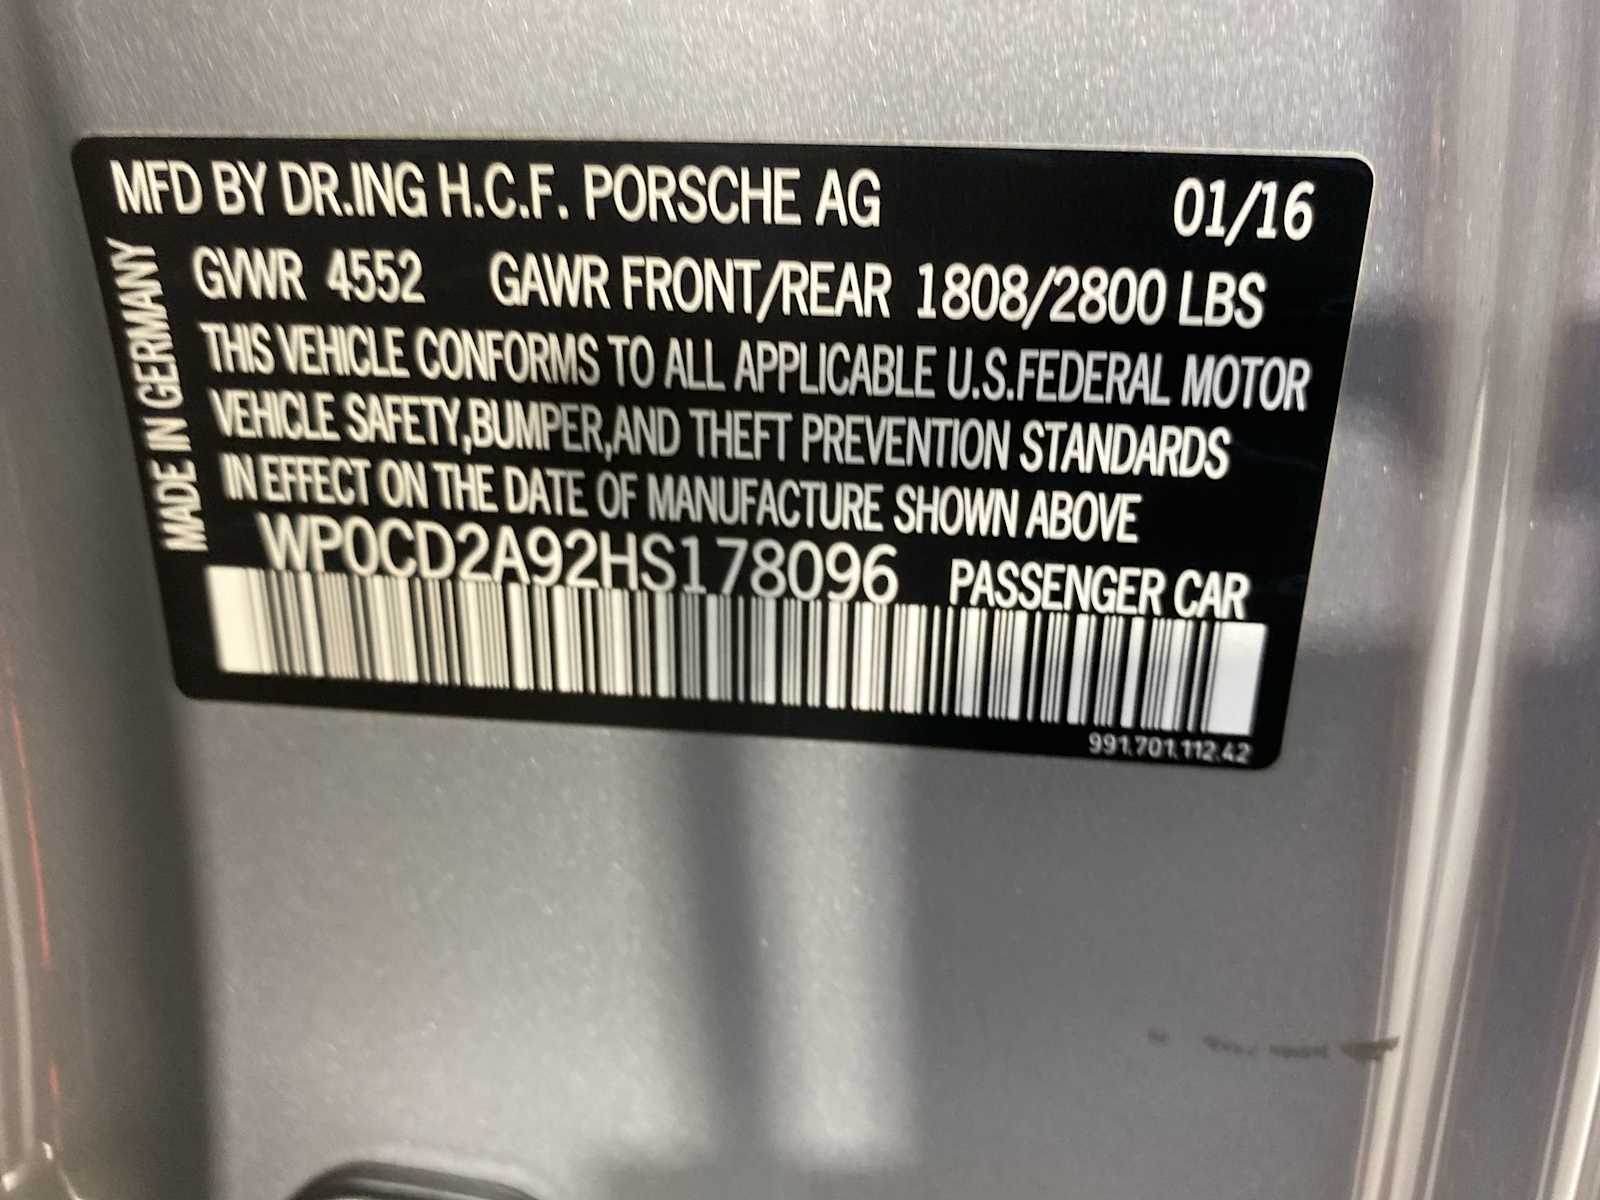 MFD BY DR.ING H.C.F. PORSCHE AG 01/16
GVWR 4552 GAWR FRONT/REAR 1808/2800 LBS
THIS VEHICLE CONFORMS TO ALL APPLICABLE U.S.FEDERAL MOTOR
VEHICLE SAFETY,BUMPER,AND THEFT PREVENTION STANDARDS
IN EFFECT ON THE DATE OF MANUFACTURE SHOWN ABOVE
WP0CD2A92HS178096 PASSENGER CAR
991.701.112.42
MADE IN GERMANY